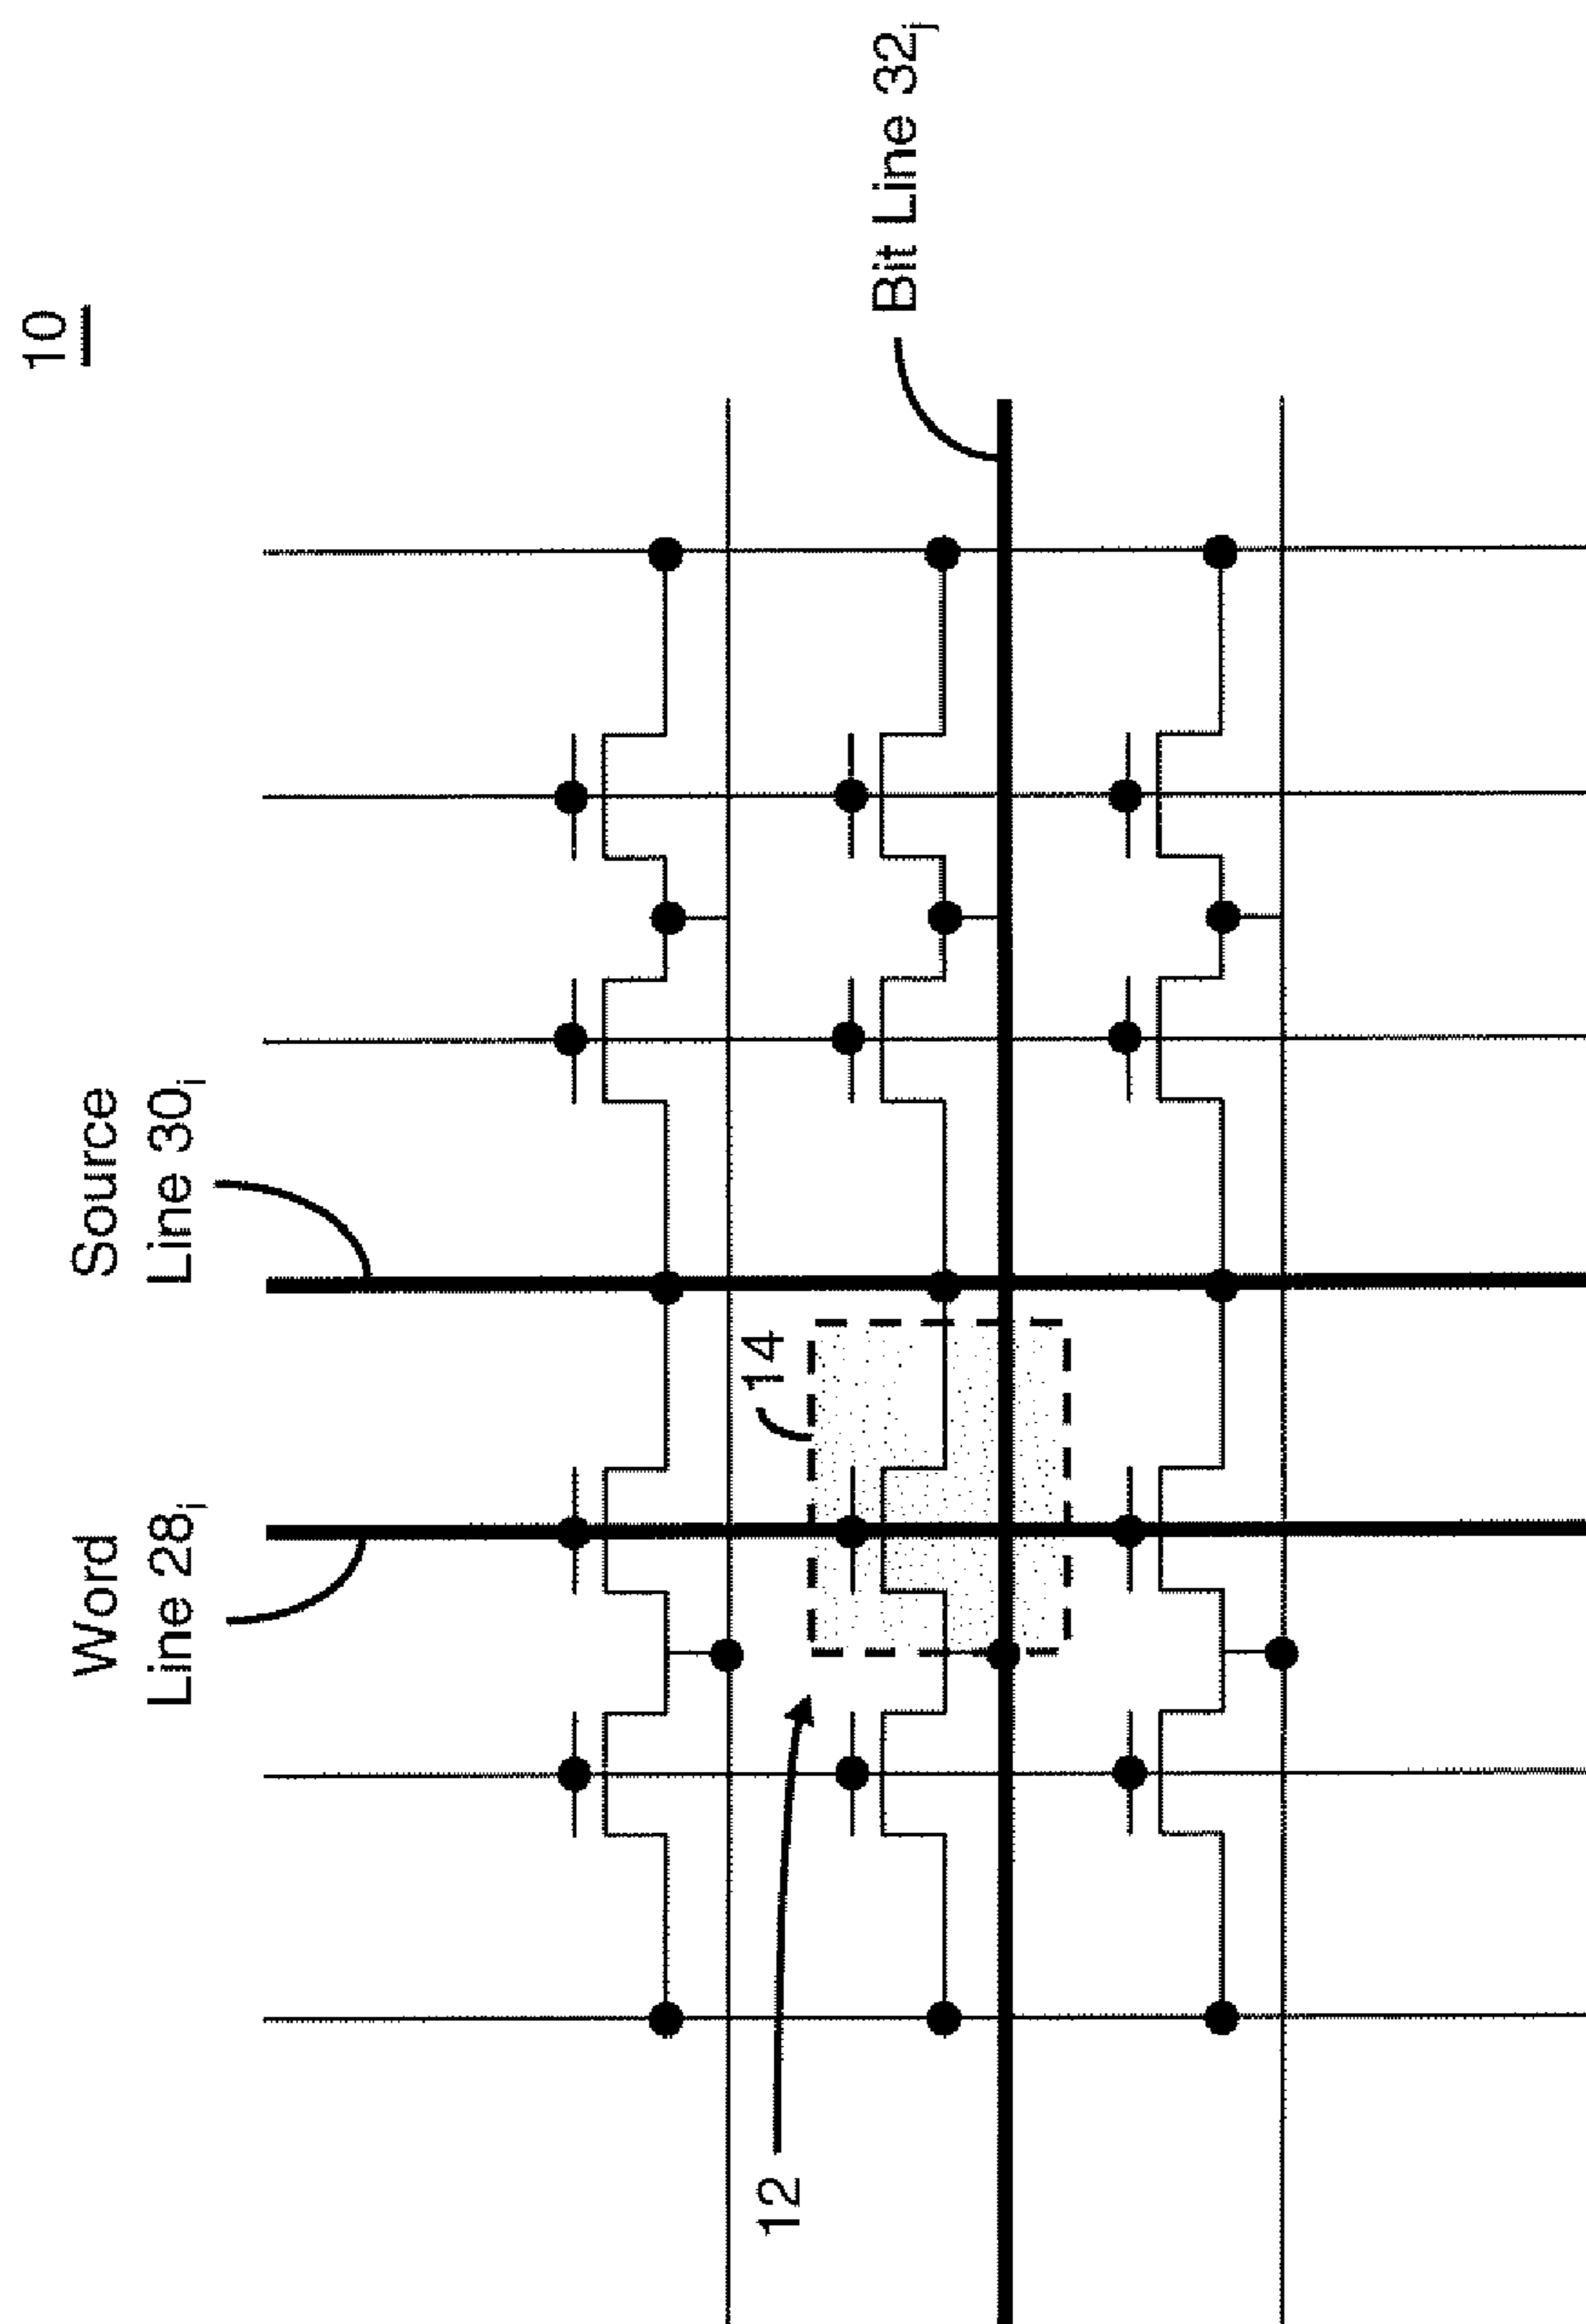 10
Word
Line 28ᵢ
Source
Line 30ᵢ
14
12
Bit Line 32ⱼ